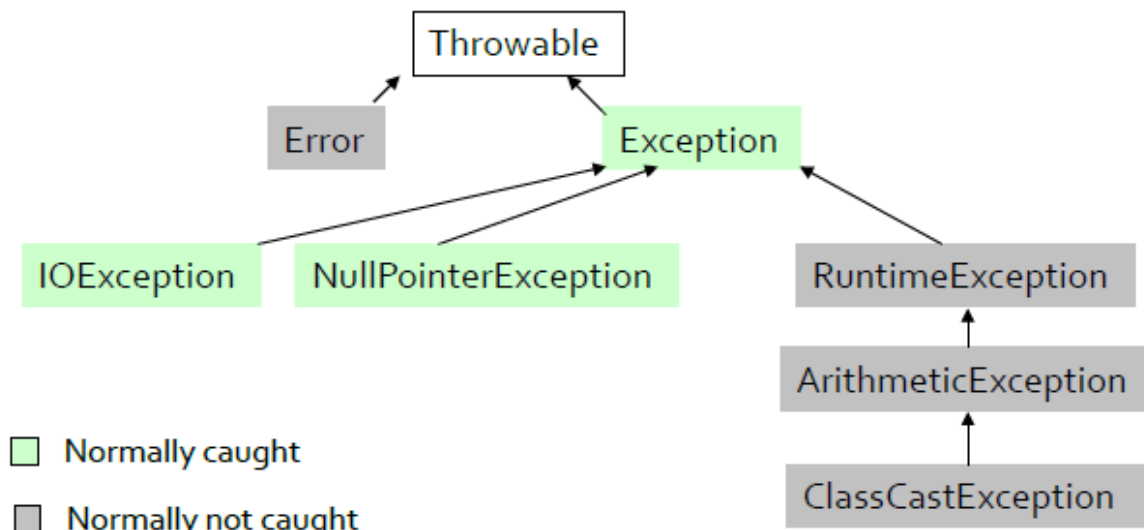 Throwable
Error
Exception
IOException
NullPointerException
RuntimeException
ArithmeticException
ClassCastException
Normally caught
Normally not caught